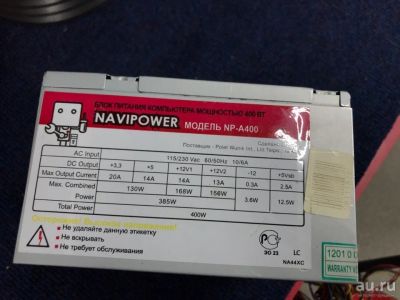 БЛОК ПИТАНИЯ КОМПЬЮТЕРА МОЩНОСТЬЮ 400 ВТ
NAVIPOWER МОДЕЛЬ NP-A400
AC Input 115/230 Vac 60/50Hz 10/6A
DC Output +3,3 +5 +12V1 +12V2 -12 +5VSB
Max Output Current: 20A 14A 14A 13A 0.3A 2.5A
Max. Combined Power 130W 168W 156W 3.6W 12.5W
385W
Total Power 400W
Не удаляйте данную этикетку
Не вскрывать
Не требует обслуживания
LC
NA44XC
WARRANTY
au.ru